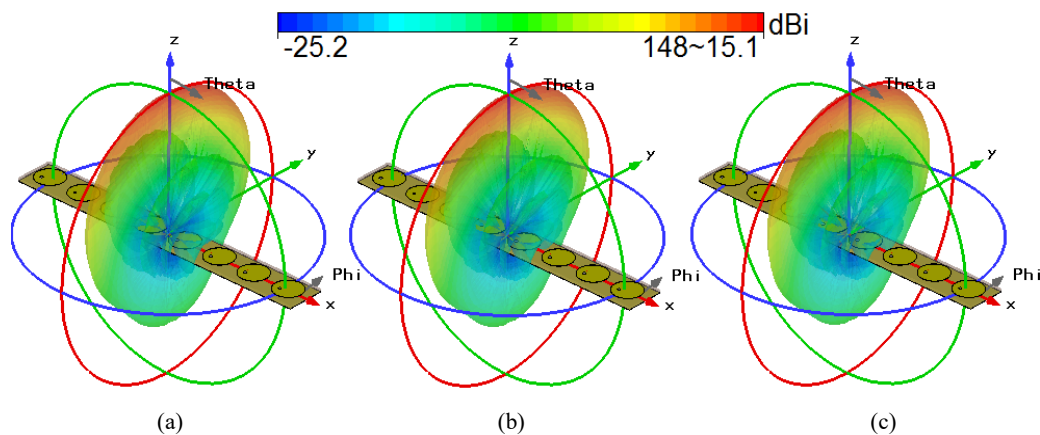 dBi
-25.2 148~15.1
z z z
Theta Theta Theta
y y y
Phi Phi Phi
x x x
(a) (b) (c)